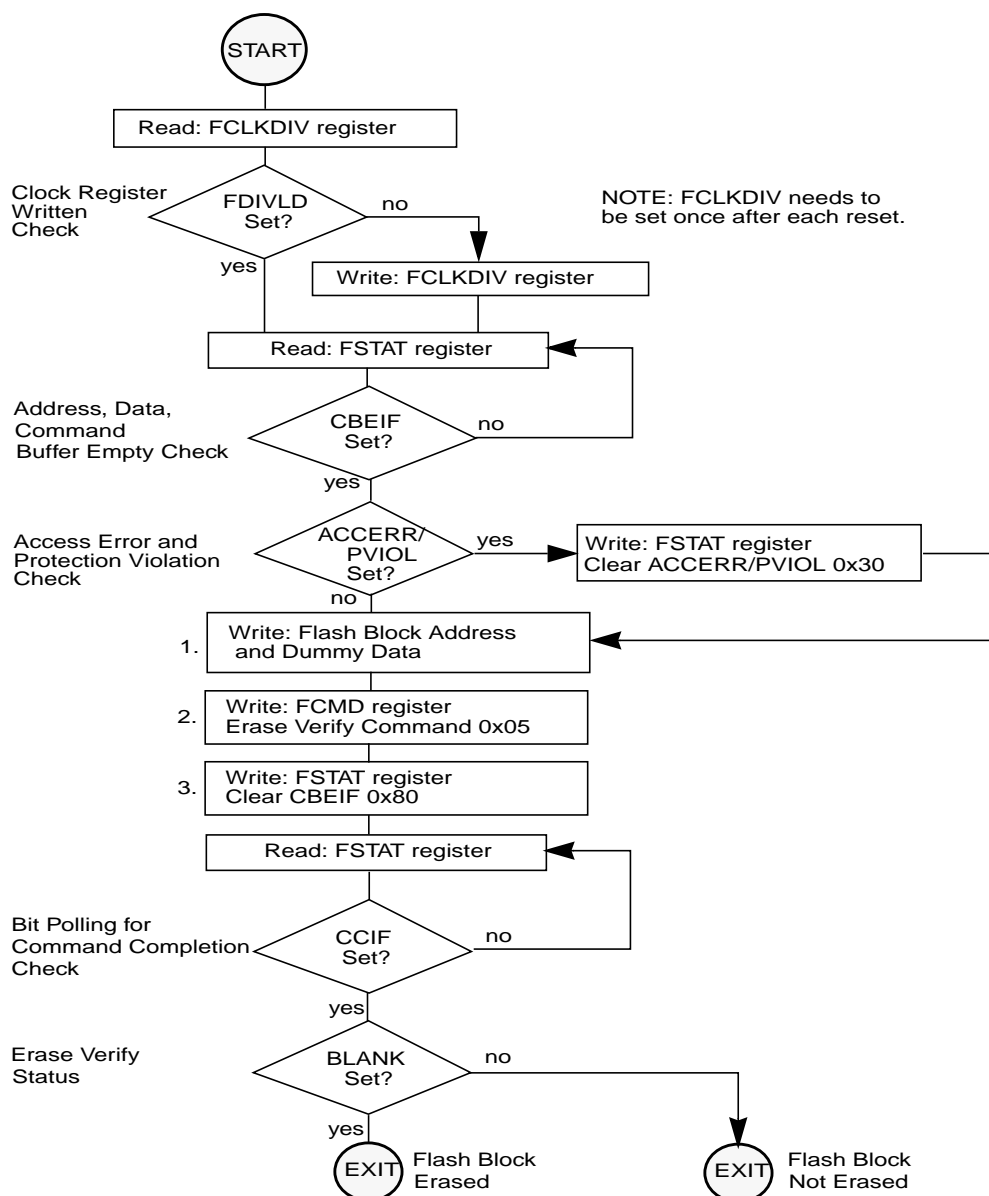 START
Read: FCLKDIV register
Clock Register
Written
Check
FDIVLD
Set?
no
yes
NOTE: FCLKDIV needs to
be set once after each reset.
Write: FCLKDIV register
Read: FSTAT register
Address, Data,
Command
Buffer Empty Check
CBEIF
Set?
no
yes
Access Error and
Protection Violation
Check
ACCERR/
PVIOL
Set?
yes
no
Write: FSTAT register
Clear ACCERR/PVIOL 0x30
1.
Write: Flash Block Address
and Dummy Data
2.
Write: FCMD register
Erase Verify Command 0x05
3.
Write: FSTAT register
Clear CBEIF 0x80
Read: FSTAT register
Bit Polling for
Command Completion
Check
CCIF
Set?
no
yes
Erase Verify
Status
BLANK
Set?
no
yes
EXIT
Flash Block
Erased
EXIT
Flash Block
Not Erased